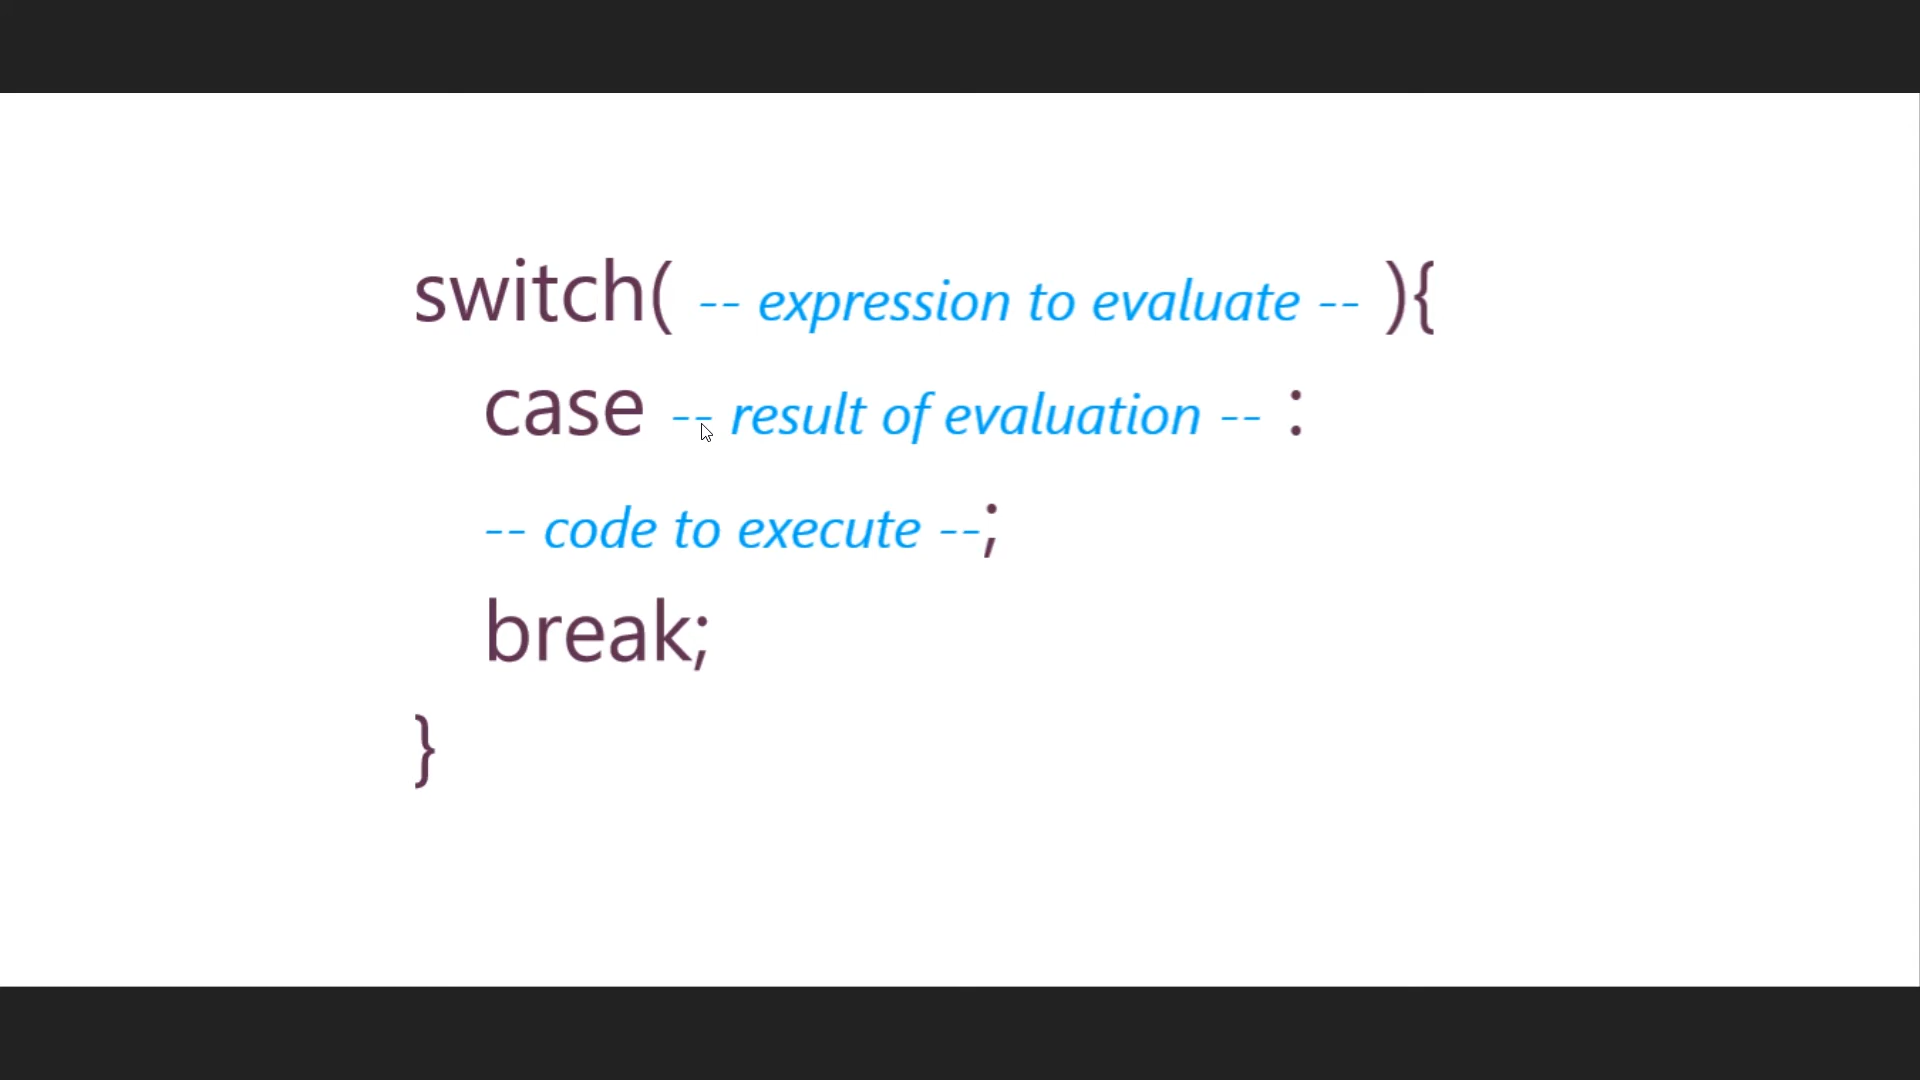 switch( -- expression to evaluate -- ){
case -- result of evaluation -- :
-- code to execute --;
break;
}